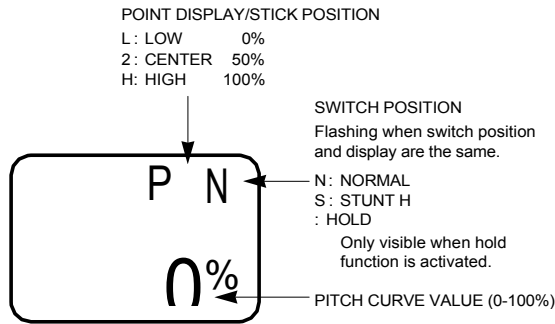 POINT DISPLAY/STICK POSITION
L: LOW 0%
2: CENTER 50%
H: HIGH 100%
SWITCH POSITION
Flashing when switch position
and display are the same.
N: NORMAL
S: STUNT H
: HOLD
Only visible when hold
function is activated.
P N
0%
PITCH CURVE VALUE (0-100%)